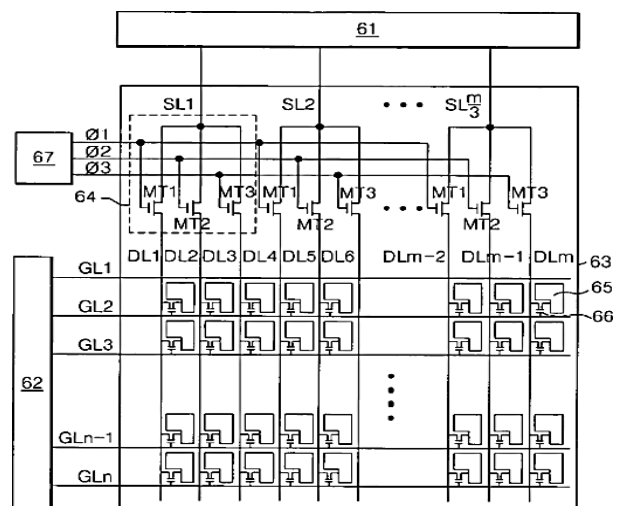 61
SL1 SL2 • • • SLm/3
Ø1
67 Ø2
Ø3
64 MT1 MT3 MT1 MT3 MT1 MT3
MT2 MT2 MT2
DL1 DL2 DL3 DL4 DL5 DL6 DLm-2 DLm-1 DLm 63
GL1
65
GL2
66
GL3
62
GLn-1
GLn